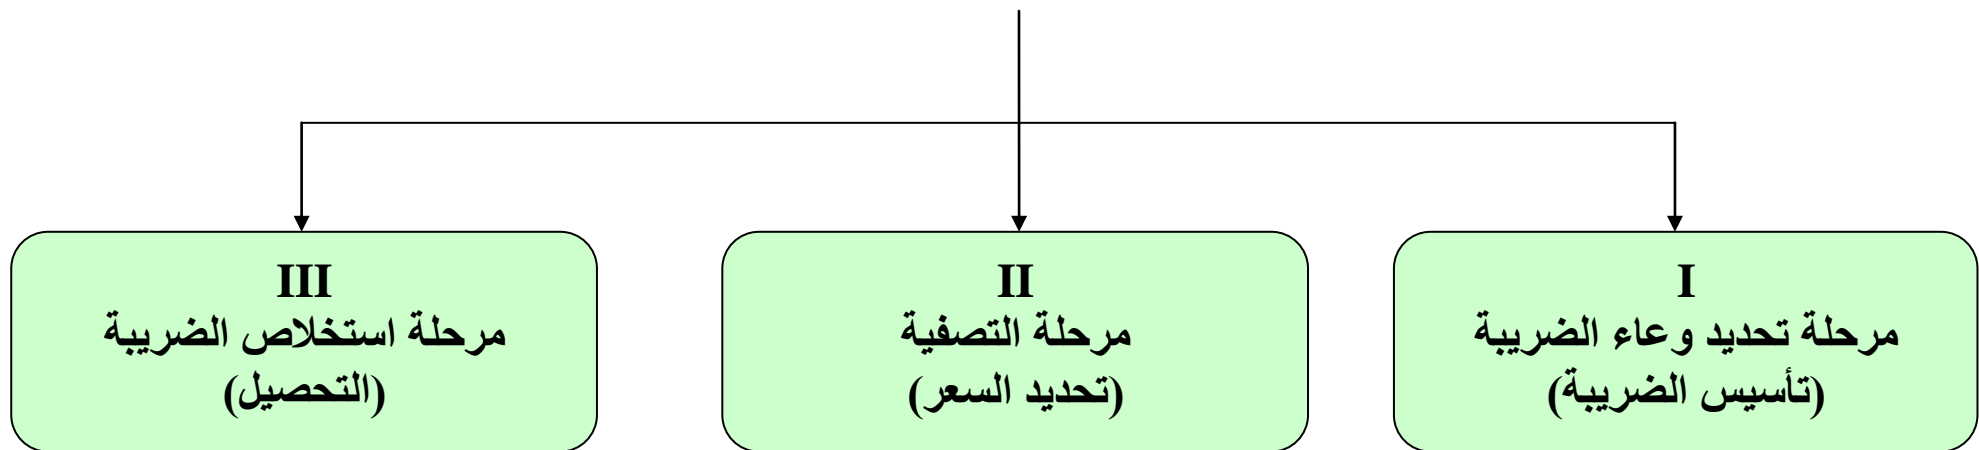 I
مرحلة تحديد وعاء الضريبة
(تأسيس الضريبة)
II
مرحلة التصفية
(تحديد السعر)
III
مرحلة استخلاص الضريبة
(التحصيل)